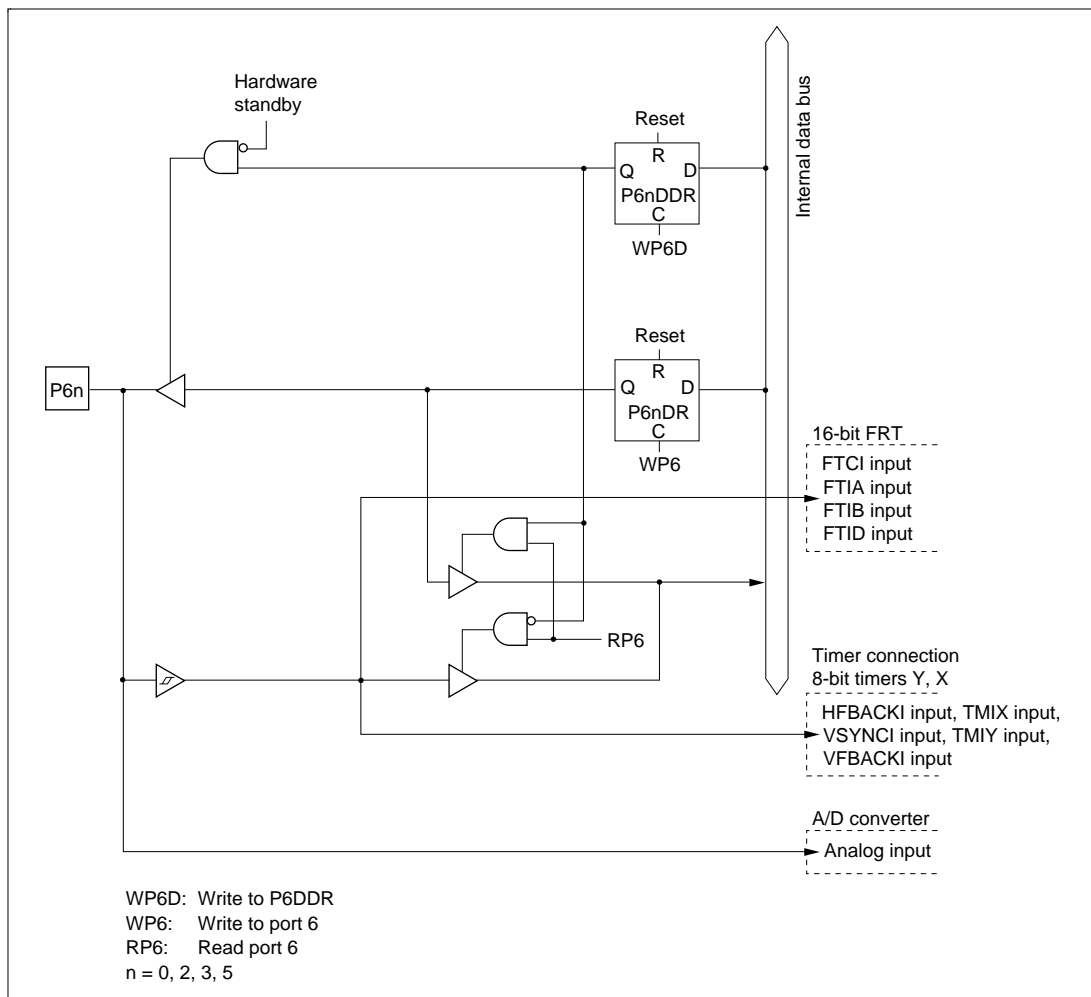 Hardware
standby
Reset
R
Q D
P6nDDR
C
WP6D
Internal data bus
Reset
R
P6n
Q D
P6nDR
C
WP6
16-bit FRT
FTCI input
FTIA input
FTIB input
FTID input
RP6
Timer connection
8-bit timers Y, X
HFBACKI input, TMIX input,
VSYNCI input, TMIY input,
VFBACKI input
A/D converter
Analog input
WP6D: Write to P6DDR
WP6: Write to port 6
RP6: Read port 6
n = 0, 2, 3, 5